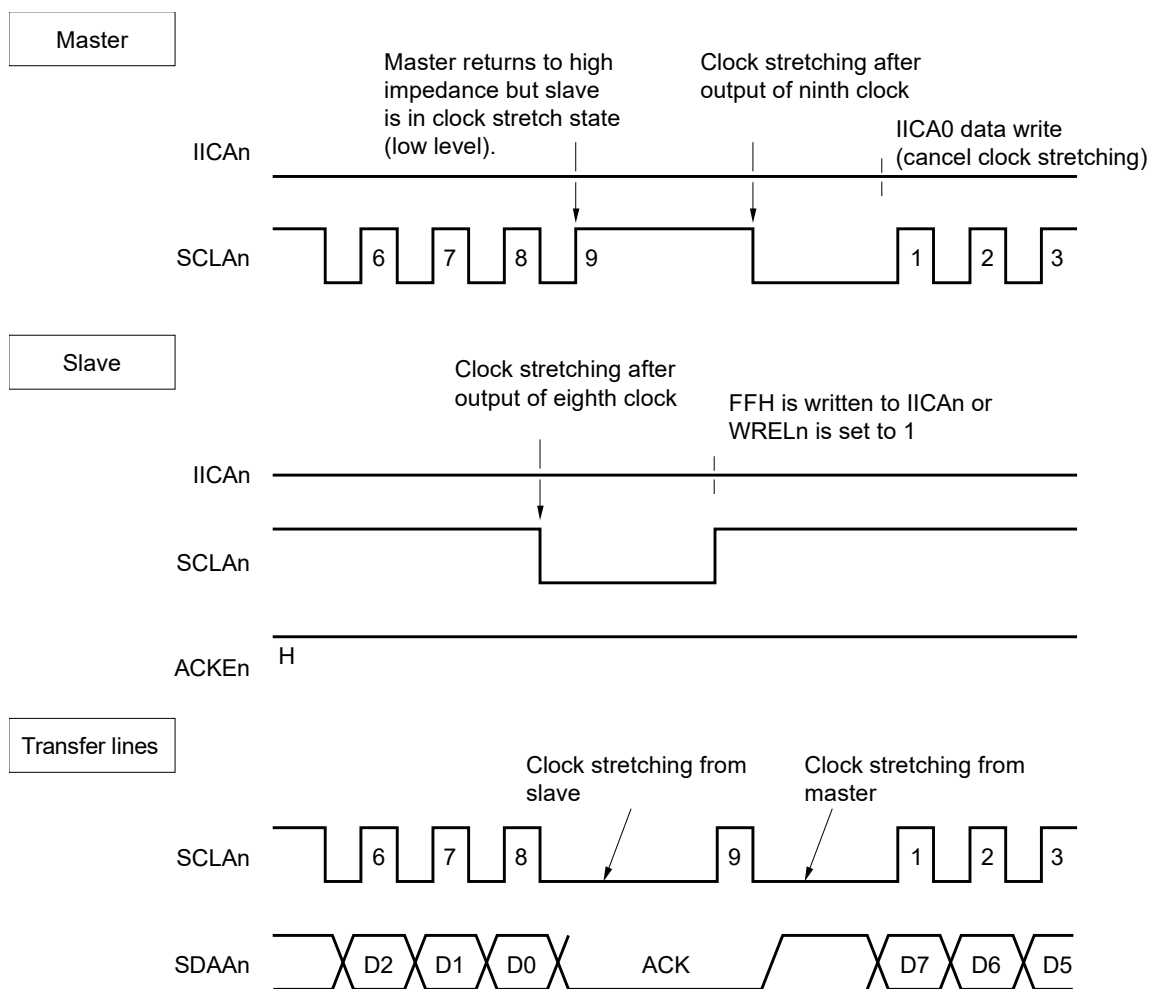 Master
Master returns to high
impedance but slave
is in clock stretch state
(low level).
Clock stretching after
output of ninth clock
IICA0 data write
(cancel clock stretching)
IICAn
SCLAn
6 7 8 9 1 2 3
Slave
Clock stretching after
output of eighth clock
FFH is written to IICAn or
WRELn is set to 1
IICAn
SCLAn
H
ACKEn
Transfer lines
Clock stretching from
slave
Clock stretching from
master
SCLAn
6 7 8 9 1 2 3
SDAAn
D2 D1 D0 ACK D7 D6 D5